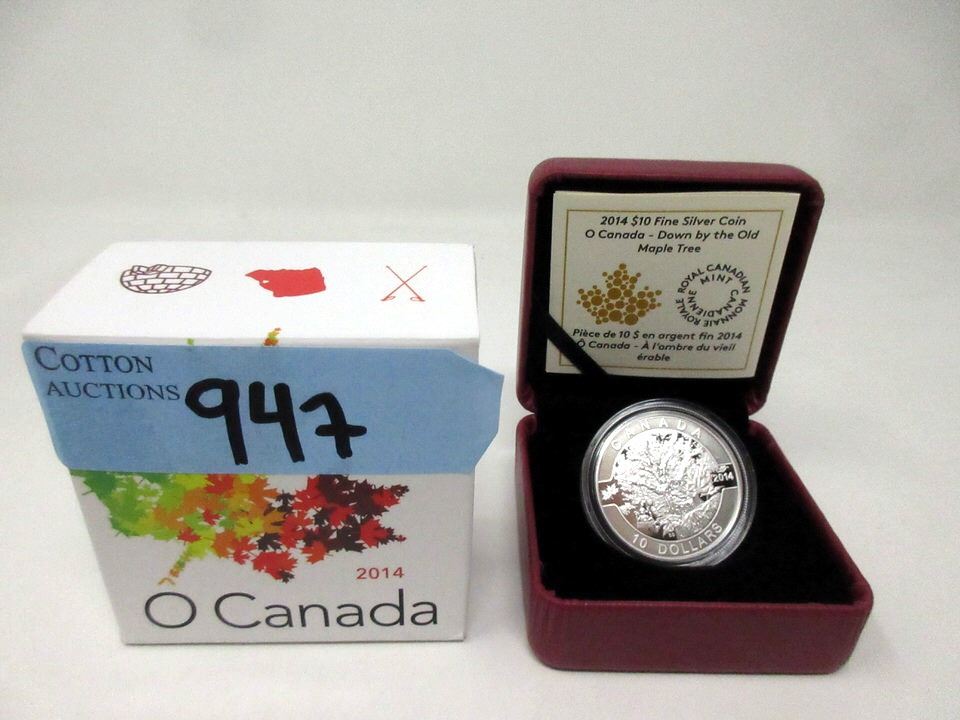 COTTON
AUCTIONS
947
2014
O Canada
2014 $10 Fine Silver Coin
O Canada - Down by the Old
Maple Tree
ROYAL CANADIAN MINT
MONNAIE ROYALE CANADIENNE
Pièce de 10 $ en argent fin 2014
Ô Canada - À l'ombre du vieil
érable
CANADA
2014
10 DOLLARS